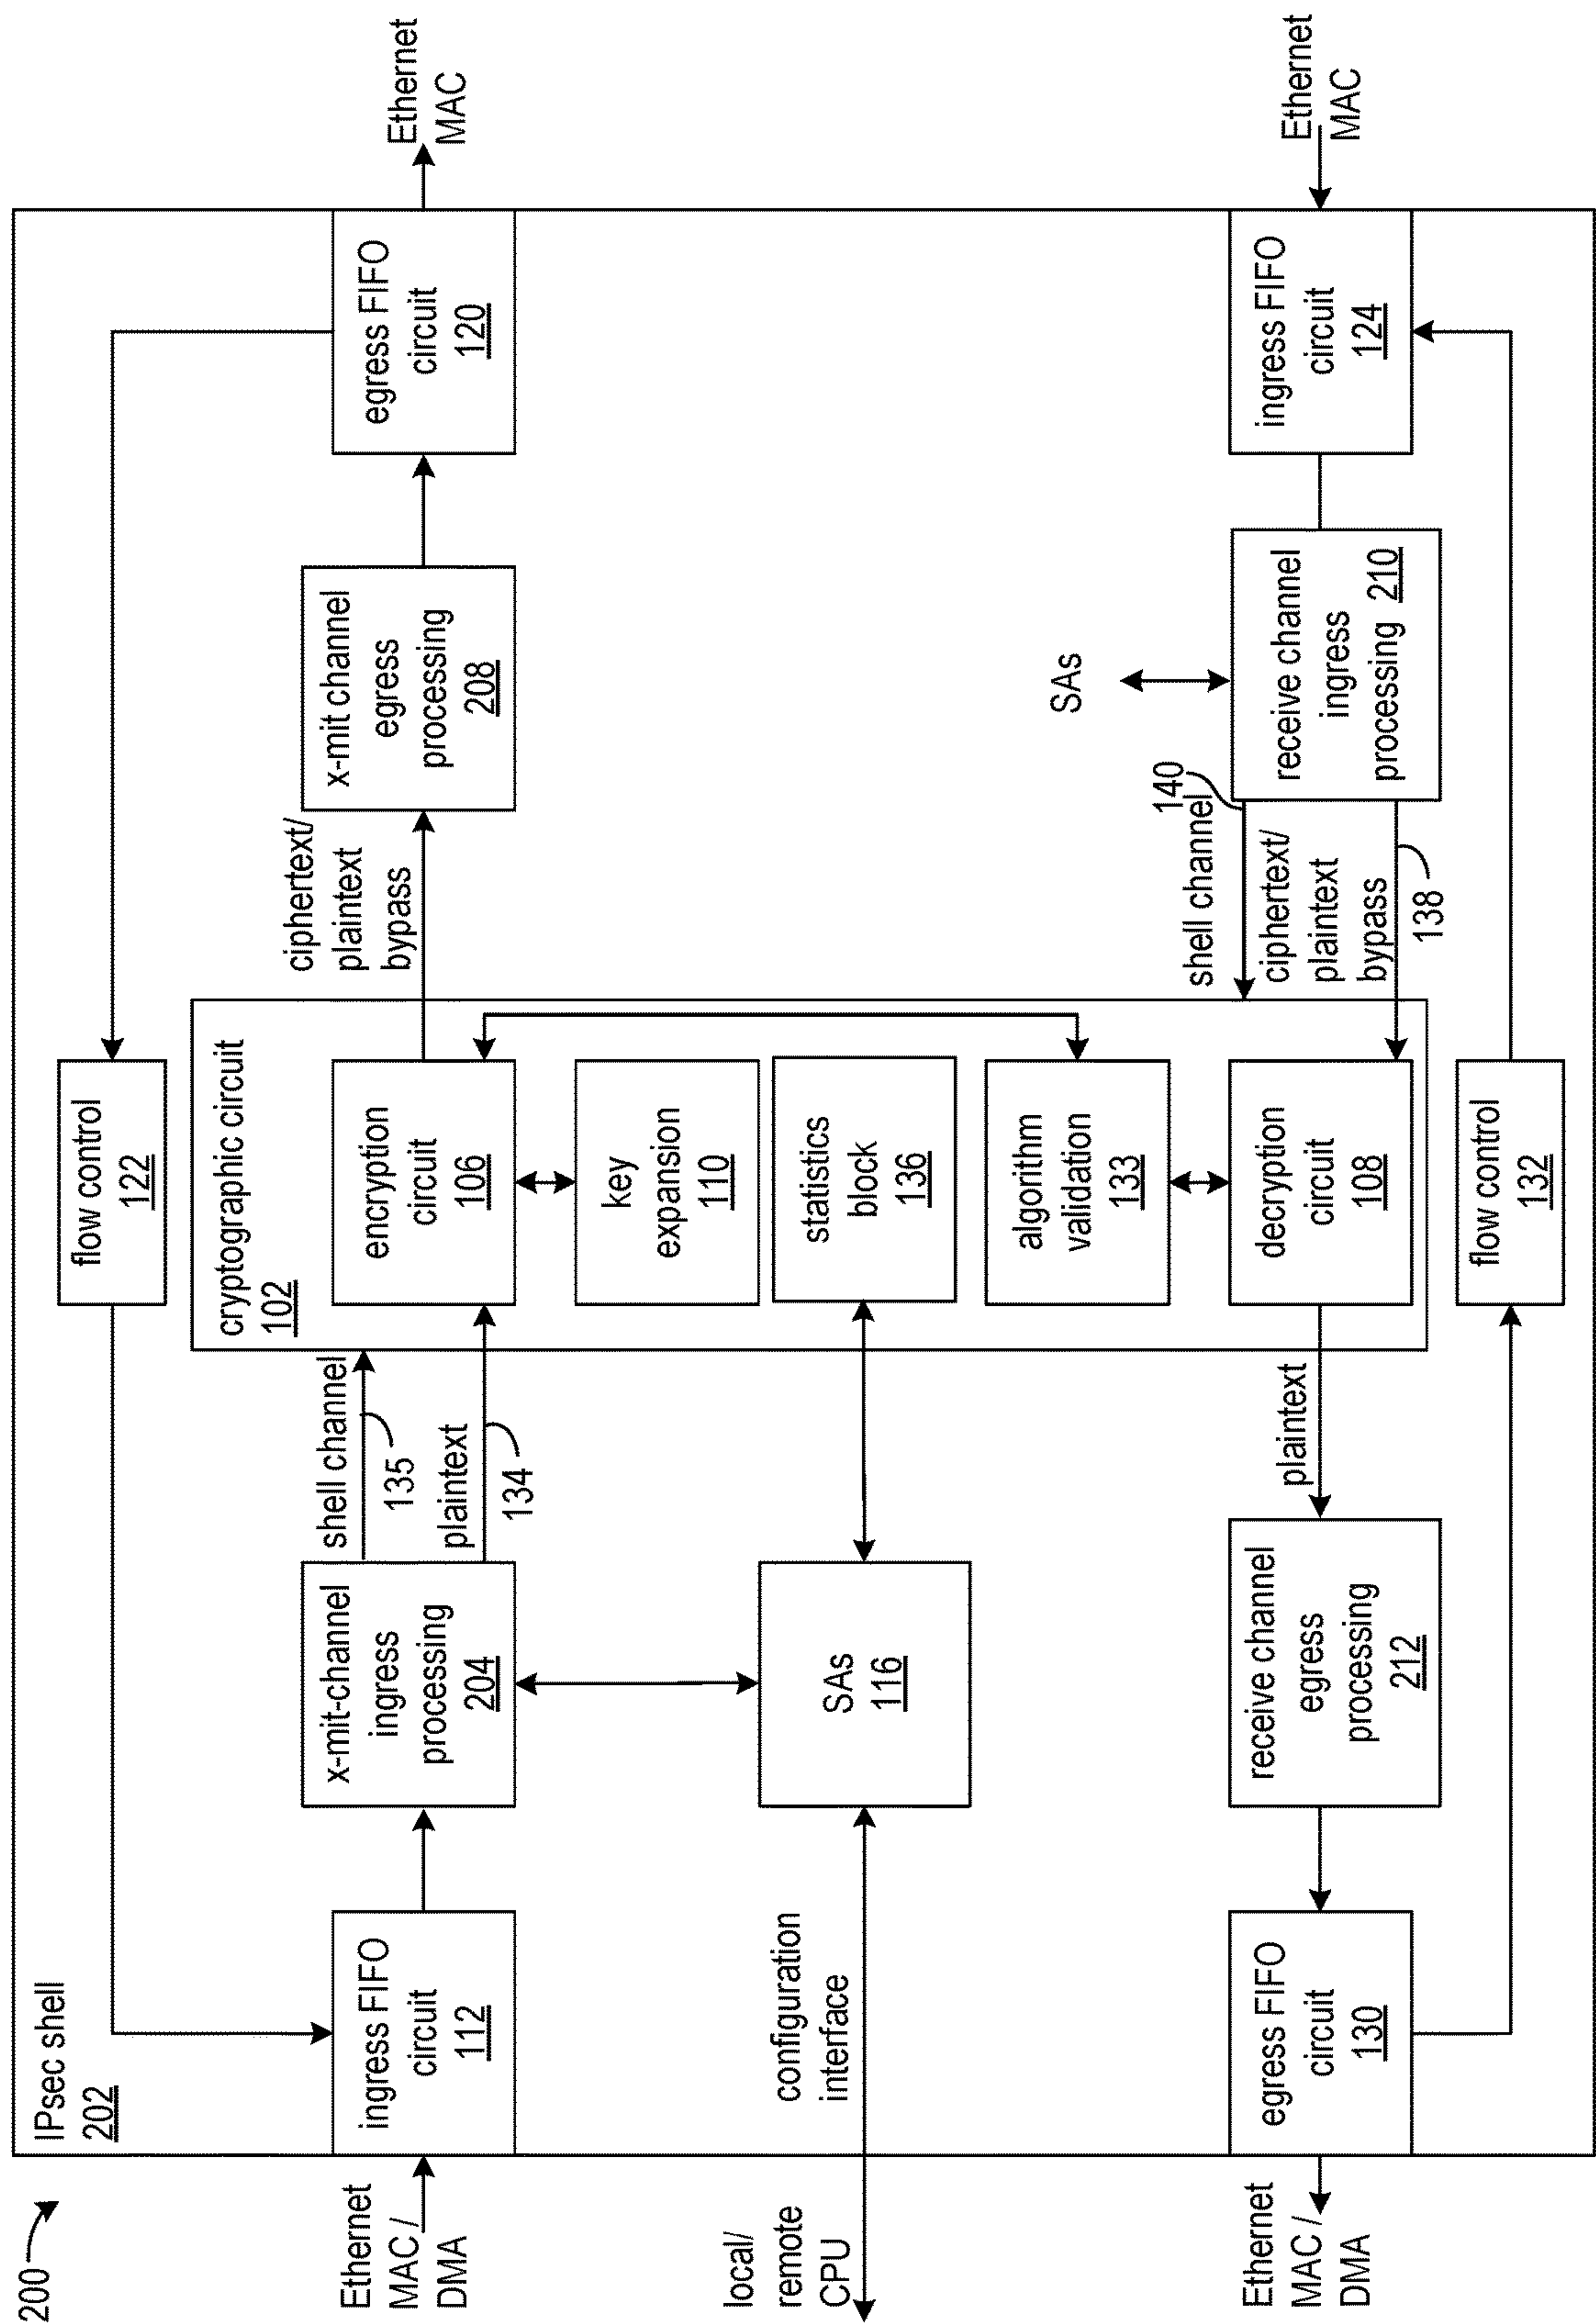 200
IPsec shell
202
flow control
122
Ethernet
MAC /
DMA
ingress FIFO
circuit
112
x-mit-channel
ingress
processing
204
shell channel
135
plaintext
134
cryptographic circuit
102
encryption
circuit
106
ciphertext/
plaintext
bypass
x-mit channel
egress
processing
208
egress FIFO
circuit
120
Ethernet
MAC
key
expansion
110
local/
remote
CPU
configuration
interface
SAs
116
statistics
block
136
algorithm
validation
133
SAs
shell channel
140
ciphertext/
plaintext
bypass
138
Ethernet
MAC /
DMA
egress FIFO
circuit
130
receive channel
egress
processing
212
plaintext
decryption
circuit
108
receive channel
ingress
processing 210
ingress FIFO
circuit
124
Ethernet
MAC
flow control
132